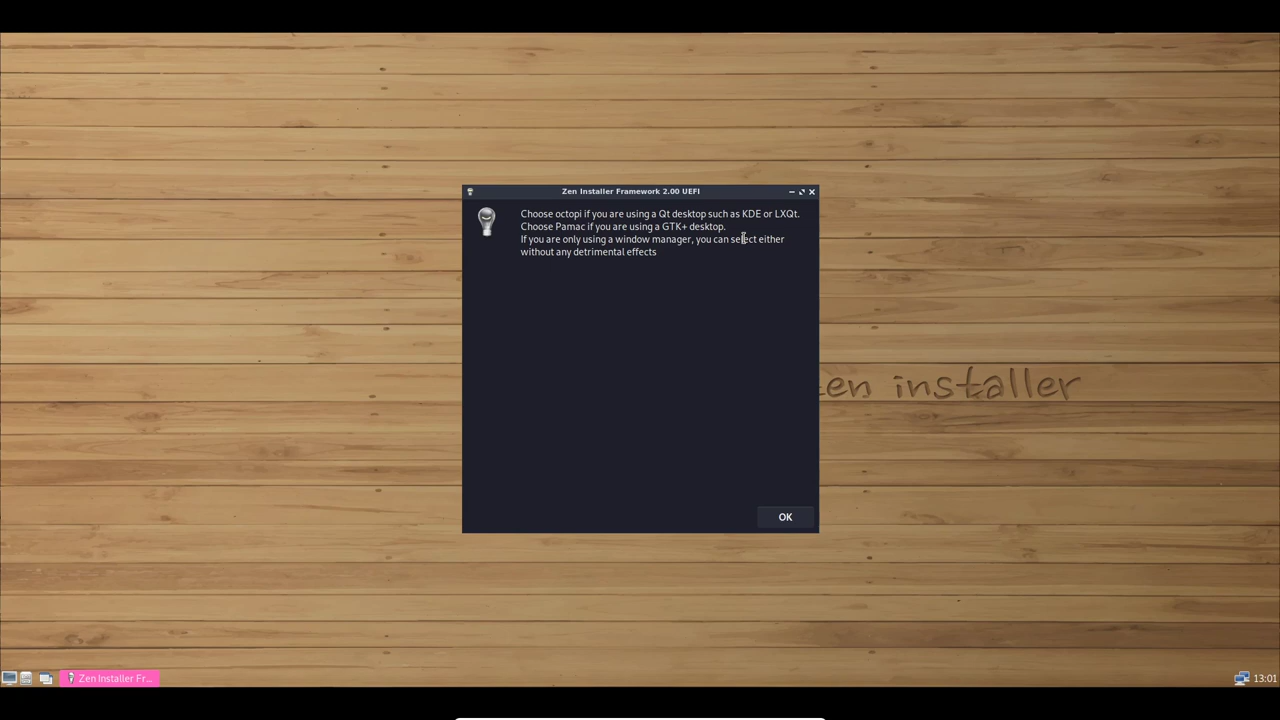 Zen Installer Framework 2.00 UEFI
Choose octopi if you are using a Qt desktop such as KDE or LXQt.
Choose Pamac if you are using a GTK+ desktop.
If you are only using a window manager, you can select either
without any detrimental effects
en installer
OK
Zen Installer Fr...
13:01